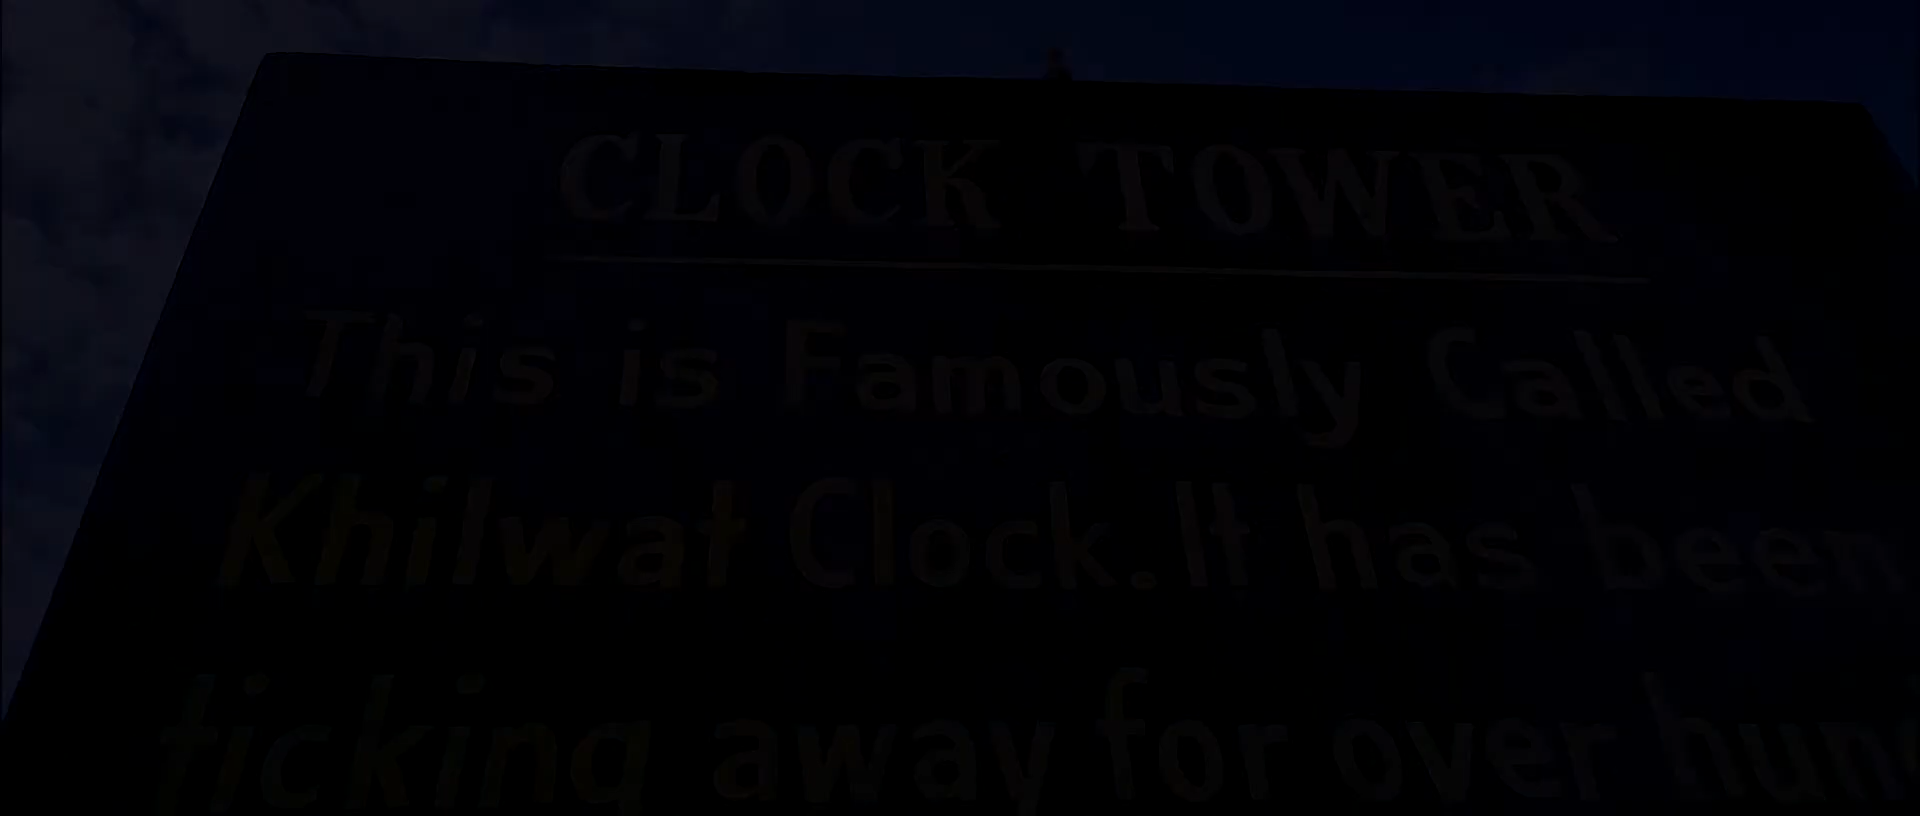 CLOCK TOWER
This is Famously Called
Khilwat Clock. It has been
ticking away for over